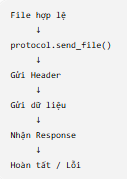 File hợp lệ
↓
protocol.send_file()
↓
Gửi Header
↓
Gửi dữ liệu
↓
Nhận Response
↓
Hoàn tất / Lỗi